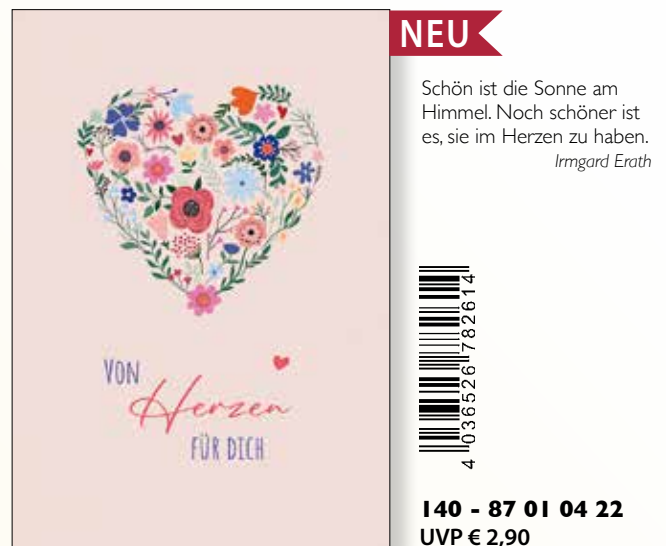 VON
Herzen
FÜR DICH
NEU
Schön ist die Sonne am
Himmel. Noch schöner ist
es, sie im Herzen zu haben.
Irmgard Erath
4 036526 782614
140 - 87 01 04 22
UVP € 2,90